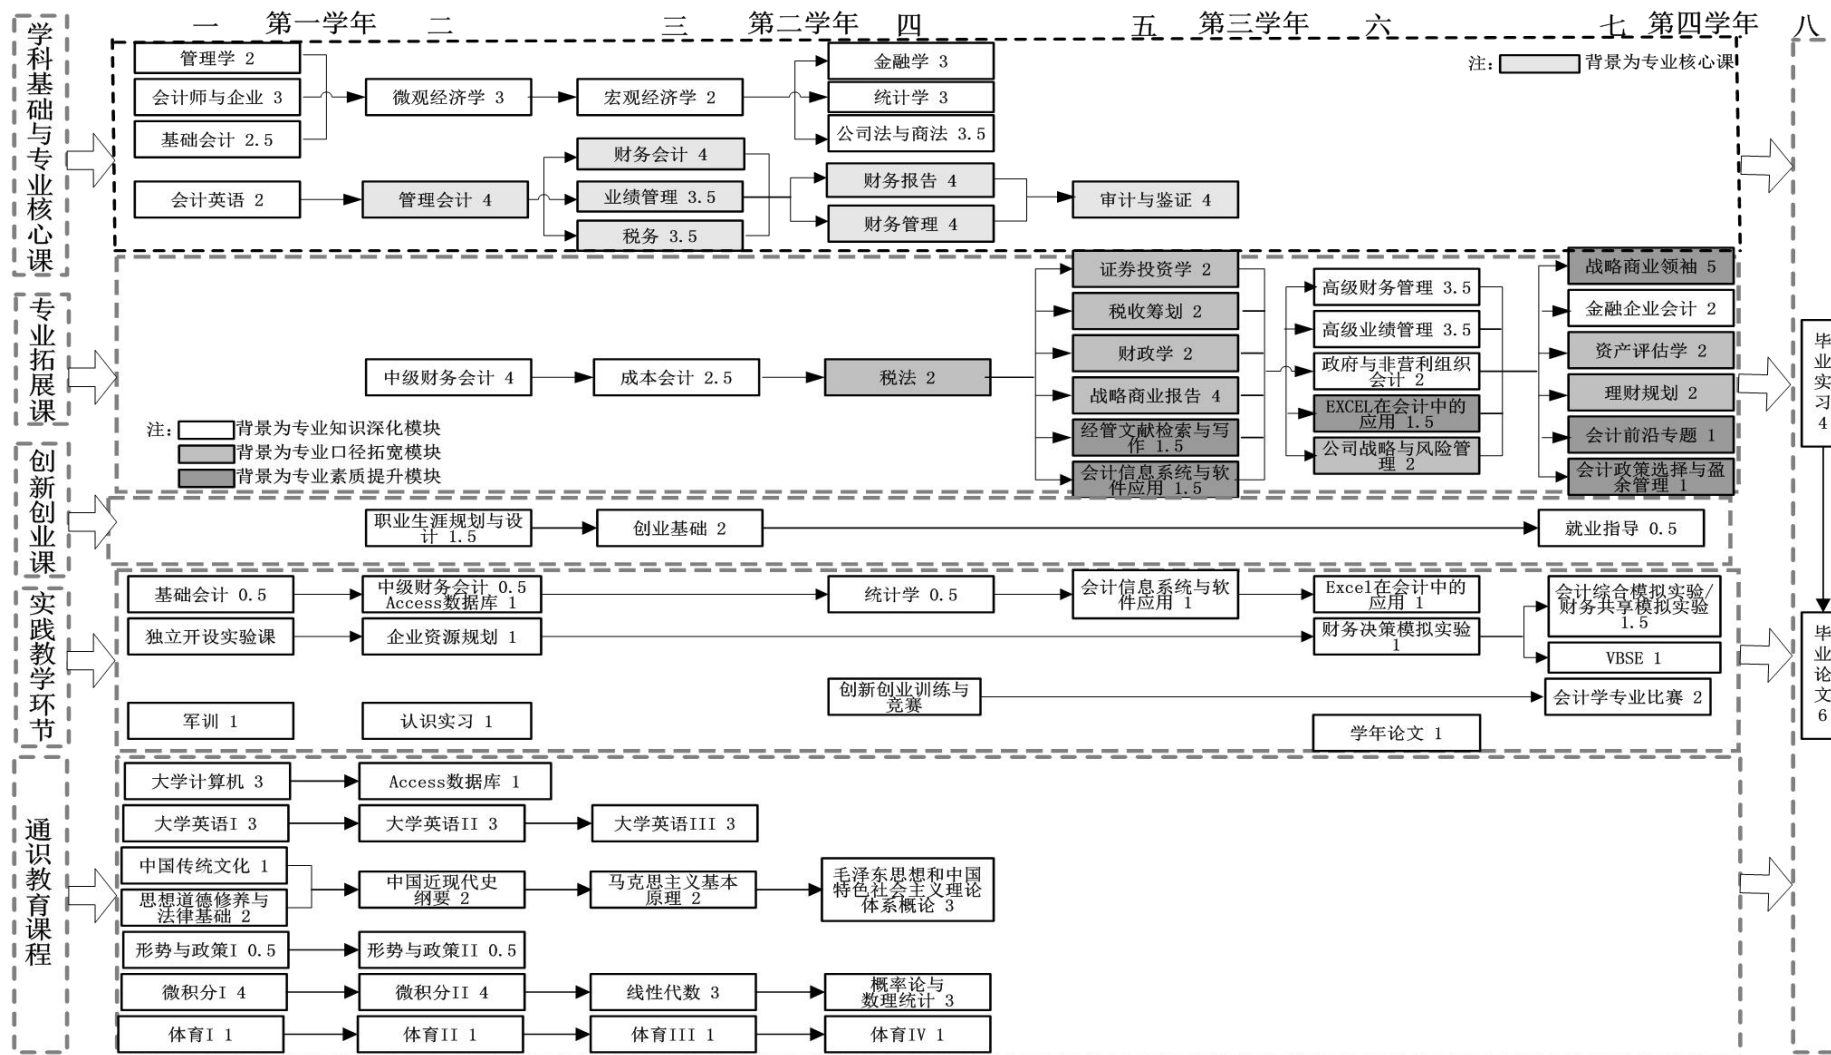 一 第一学年 二 三 第二学年 四 五 第三学年 六 七 第四学年 八
学科基础与专业核心课
管理学 2
会计师与企业 3
基础会计 2.5
会计英语 2
微观经济学 3
管理会计 4
宏观经济学 2
财务会计 4
业绩管理 3.5
税务 3.5
金融学 3
统计学 3
公司法与商法 3.5
财务报告 4
财务管理 4
审计与鉴证 4
注:
背景为专业核心课
专业拓展课
中级财务会计 4
成本会计 2.5
税法 2
证券投资学 2
税收筹划 2
财政学 2
战略商业报告 4
经管文献检索与写
作 1.5
会计信息系统与软
件应用 1.5
高级财务管理 3.5
高级业绩管理 3.5
政府与非营利组织
会计 2
EXCEL在会计中的
应用 1.5
公司战略与风险管
理 2
战略商业领袖 5
金融企业会计 2
资产评估学 2
理财规划 2
会计前沿专题 1
会计政策选择与盈
余管理 1
注:
背景为专业知识深化模块
背景为专业口径拓宽模块
背景为专业素质提升模块
创新创业课
职业生涯规划与设
计 1.5
创业基础 2
就业指导 0.5
实践教学环节
基础会计 0.5
中级财务会计 0.5
Access数据库 1
统计学 0.5
会计信息系统与软
件应用 1
Excel在会计中的
应用 1
会计综合模拟实验/
财务共享模拟实验
1.5
独立开设实验课
企业资源规划 1
财务决策模拟实验
1
VBSE 1
创新创业训练与
竞赛
会计学专业比赛 2
军训 1
认识实习 1
学年论文 1
通识教育课程
大学计算机 3
Access数据库 1
大学英语I 3
大学英语II 3
大学英语III 3
中国传统文化 1
思想道德修养与
法律基础 2
中国近现代史
纲要 2
马克思主义基本
原理 2
毛泽东思想和中国
特色社会主义理论
体系概论 3
形势与政策I 0.5
形势与政策II 0.5
微积分I 4
微积分II 4
线性代数 3
概率论与
数理统计 3
体育I 1
体育II 1
体育III 1
体育IV 1
毕业实习4
毕业论文6